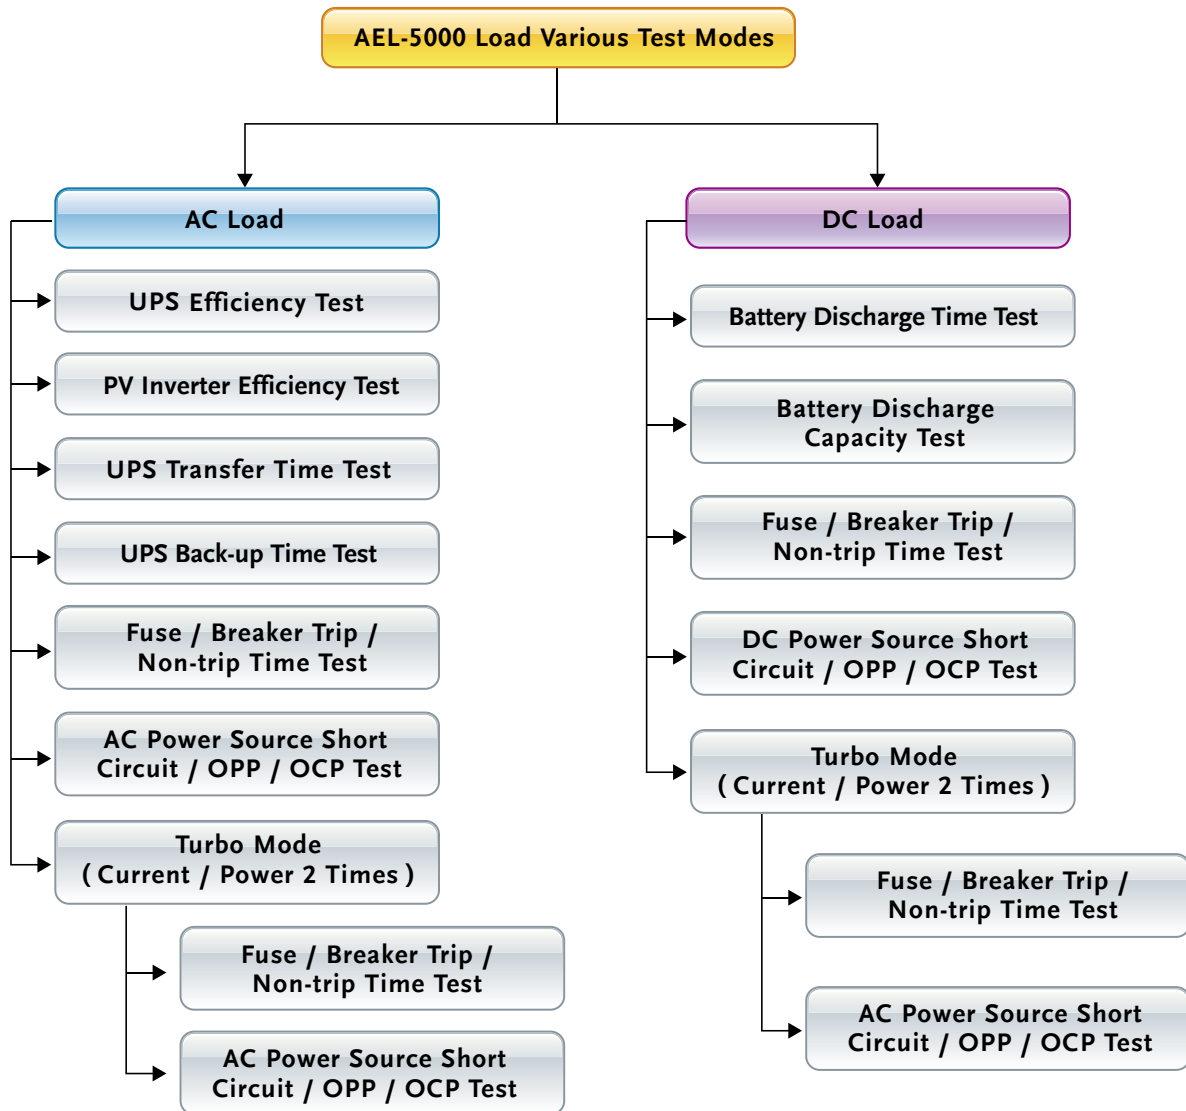 AEL-5000 Load Various Test Modes
AC Load
UPS Efficiency Test
PV Inverter Efficiency Test
UPS Transfer Time Test
UPS Back-up Time Test
Fuse / Breaker Trip /
Non-trip Time Test
AC Power Source Short
Circuit / OPP / OCP Test
Turbo Mode
( Current / Power 2 Times )
Fuse / Breaker Trip /
Non-trip Time Test
AC Power Source Short
Circuit / OPP / OCP Test
DC Load
Battery Discharge Time Test
Battery Discharge
Capacity Test
Fuse / Breaker Trip /
Non-trip Time Test
DC Power Source Short
Circuit / OPP / OCP Test
Turbo Mode
( Current / Power 2 Times )
Fuse / Breaker Trip /
Non-trip Time Test
AC Power Source Short
Circuit / OPP / OCP Test